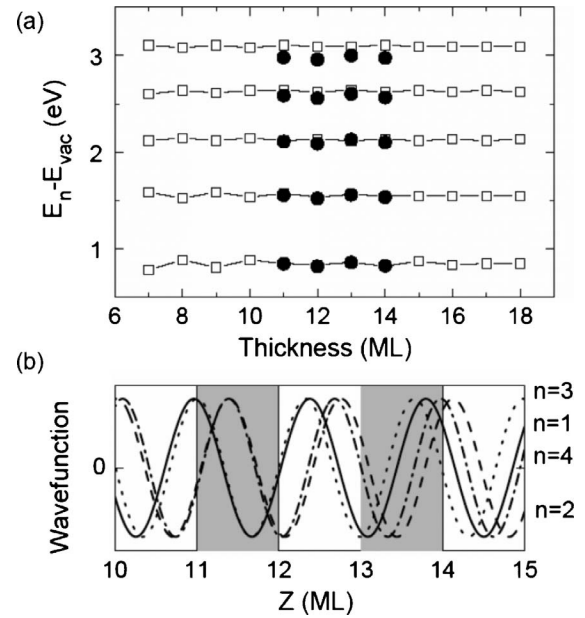 (a)
3
2
1
E_n-E_vac (eV)
6 8 10 12 14 16 18
Thickness (ML)
(b)
Wavefunction
0
n=3
n=1
n=4
n=2
10 11 12 13 14 15
Z (ML)